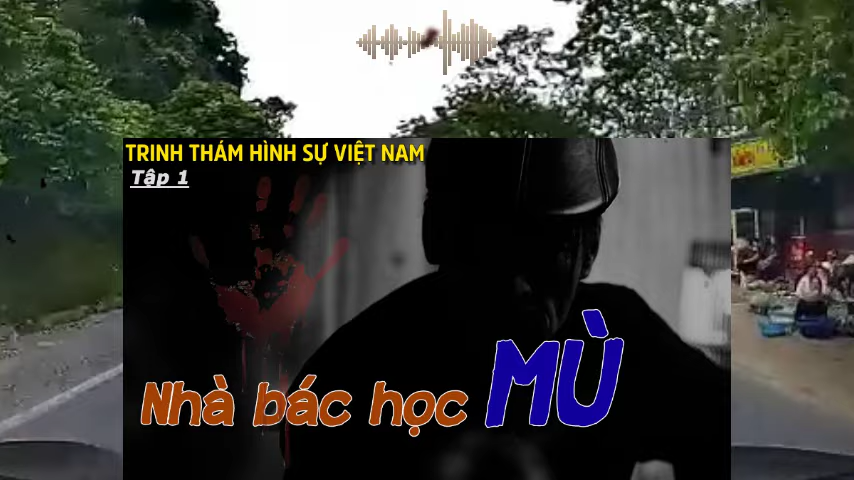 TRINH THÁM HÌNH SỰ VIỆT NAM
Tập 1
Nhà bác học MÙ